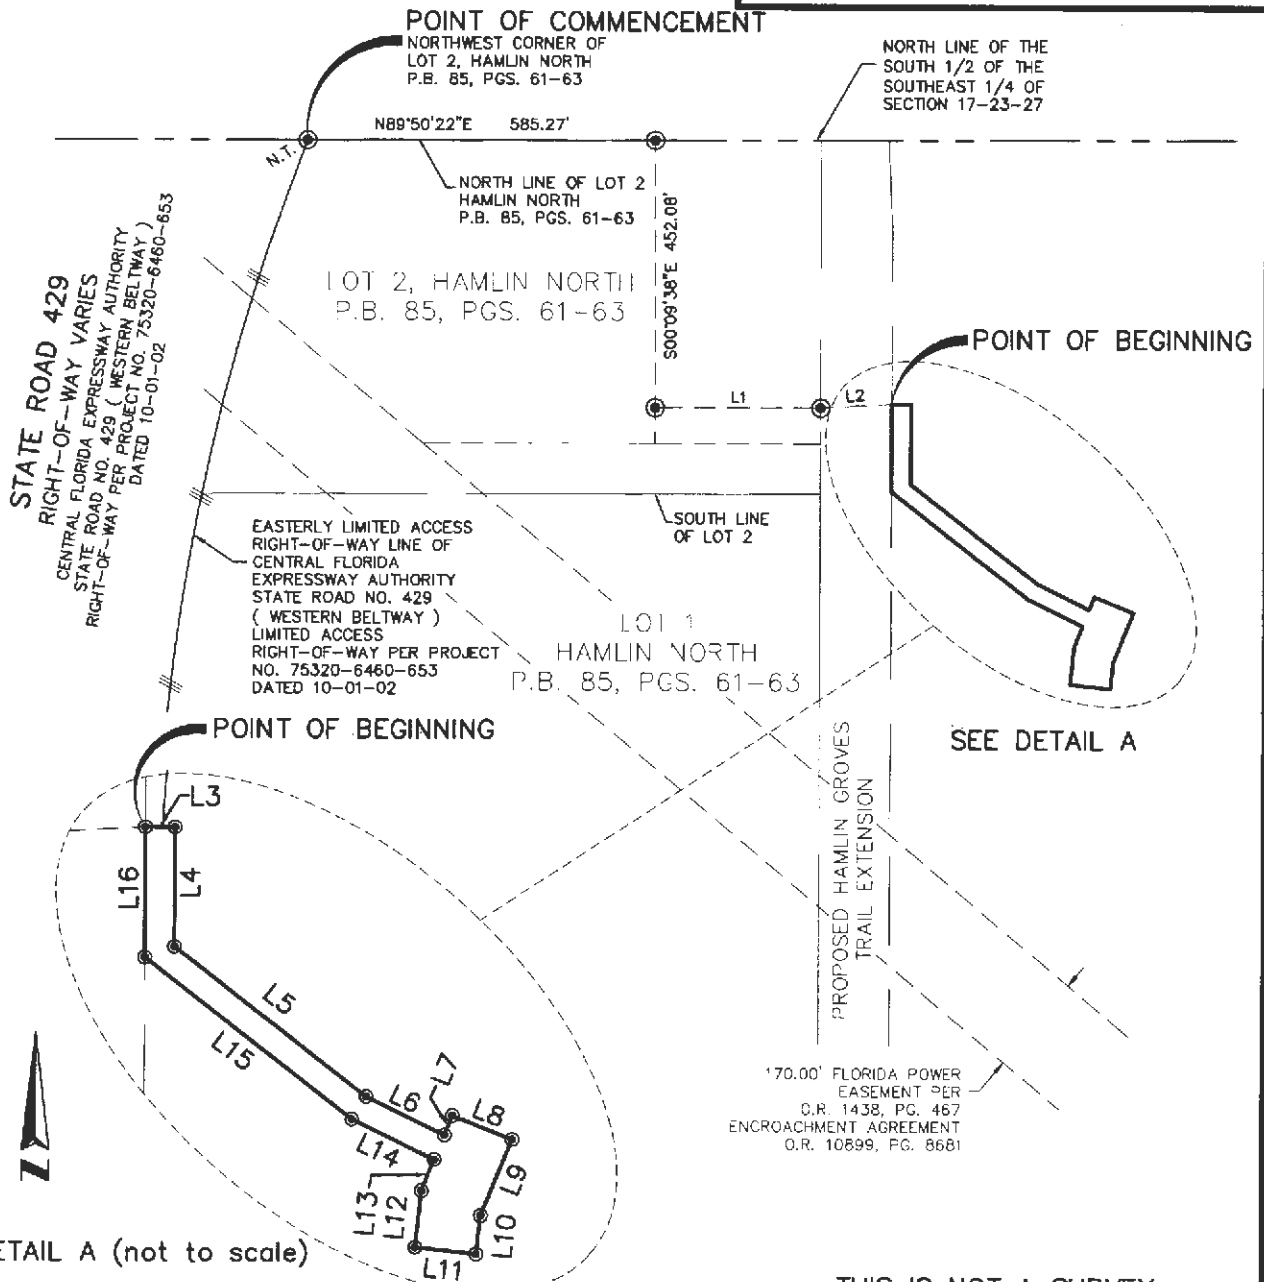 POINT OF COMMENCEMENT
NORTHWEST CORNER OF
LOT 2, HAMLIN NORTH
P.B. 85, PGS. 61-63
NORTH LINE OF THE
SOUTH 1/2 OF THE
SOUTHEAST 1/4 OF
SECTION 17-23-27
N89°50'22"E 585.27'
N.T.
NORTH LINE OF LOT 2
HAMLIN NORTH
P.B. 85, PGS. 61-63
S00°09'38"E 452.08'
LOT 2, HAMLIN NORTH
P.B. 85, PGS. 61-63
STATE ROAD 429
RIGHT-OF-WAY VARIES
CENTRAL FLORIDA EXPRESSWAY AUTHORITY
STATE ROAD NO. 429 ( WESTERN BELTWAY )
RIGHT-OF-WAY PER PROJECT NO. 75320-6460-653
DATED 10-01-02
POINT OF BEGINNING
L1
L2
SOUTH LINE
OF LOT 2
EASTERLY LIMITED ACCESS
RIGHT-OF-WAY LINE OF
CENTRAL FLORIDA
EXPRESSWAY AUTHORITY
STATE ROAD NO. 429
( WESTERN BELTWAY )
LIMITED ACCESS
RIGHT-OF-WAY PER PROJECT
NO. 75320-6460-653
DATED 10-01-02
LOT 1
HAMLIN NORTH
P.B. 85, PGS. 61-63
POINT OF BEGINNING
SEE DETAIL A
PROPOSED HAMLIN GROVES
TRAIL EXTENSION
L3
L16
L4
L5
L15
L7
L6
L8
L14
L9
L13
L12
L10
L11
170.00' FLORIDA POWER
EASEMENT PER
O.R. 1438, PG. 467
ENCROACHMENT AGREEMENT
O.R. 10899, PG. 8681
N
ETAIL A (not to scale)
THIS IS NOT A SURVEY